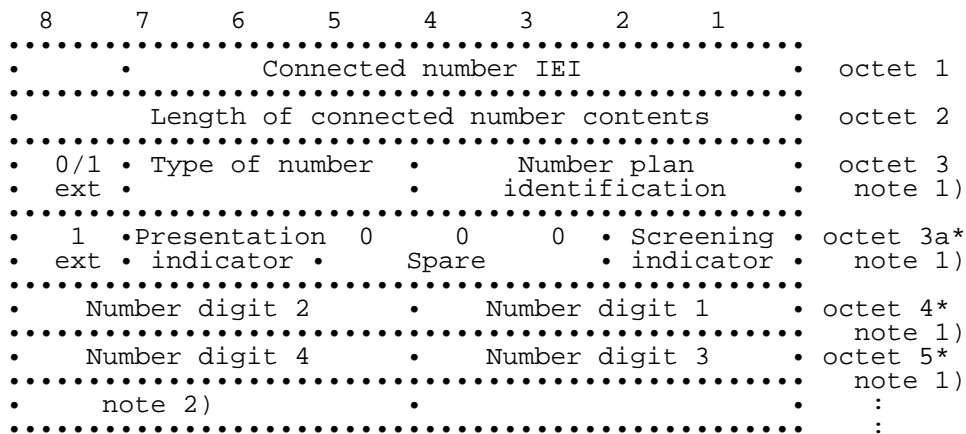 8 7 6 5 4 3 2 1
Connected number IEI octet 1
Length of connected number contents octet 2
0/1 Type of number Number plan octet 3
ext identification note 1)
1 Presentation 0 0 0 Screening octet 3a*
ext indicator Spare indicator note 1)
Number digit 2 Number digit 1 octet 4*
note 1)
Number digit 4 Number digit 3 octet 5*
note 1)
note 2) :
: